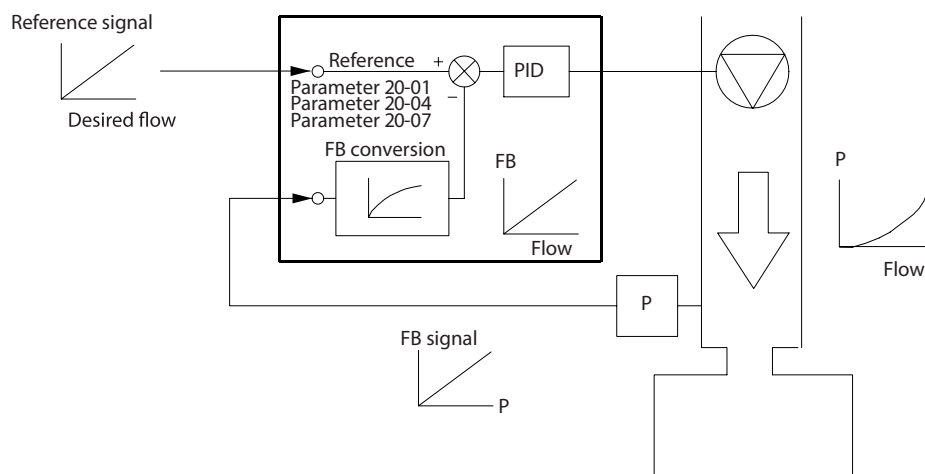 Reference signal
Desired flow
Reference
+
−
PID
Parameter 20-01
Parameter 20-04
Parameter 20-07
FB conversion
FB
Flow
P
Flow
P
FB signal
P